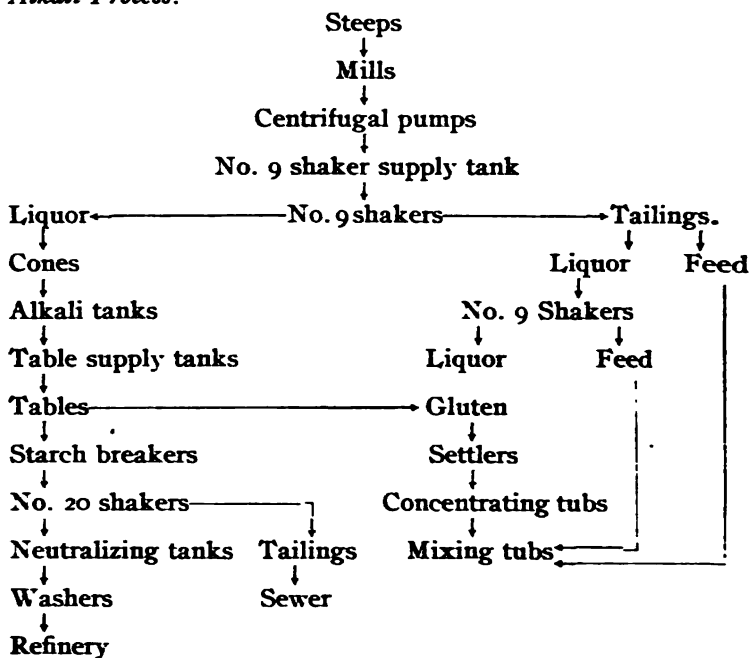 Alkali Process.
Steeps
Mills
Centrifugal pumps
No. 9 shaker supply tank
Liquor No. 9 shakers Tailings.
Cones Liquor Feed
Alkali tanks No. 9 Shakers
Table supply tanks Liquor Feed
Tables Gluten
Starch breakers Settlers
No. 20 shakers Concentrating tubs
Neutralizing tanks Tailings Mixing tubs
Washers Sewer
Refinery